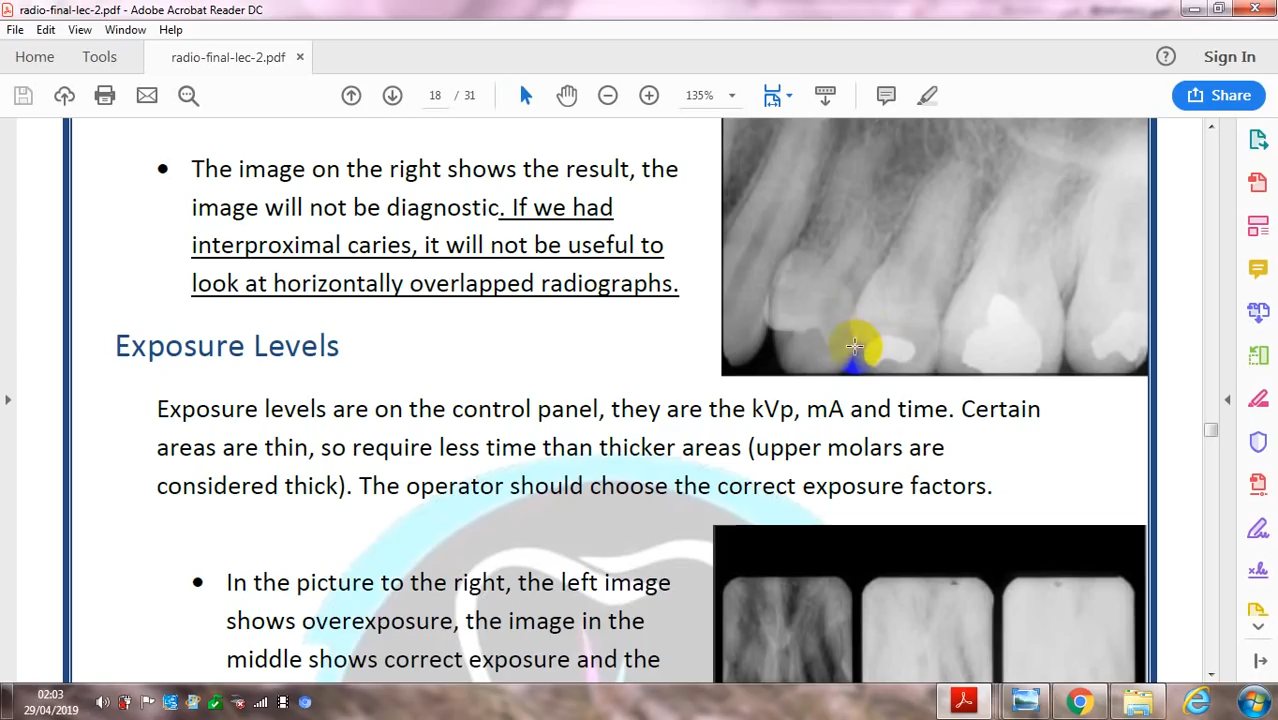 radio-final-lec-2.pdf - Adobe Acrobat Reader DC
File Edit View Window Help
Home Tools radio-final-lec-2.pdf × ? Sign In
18 / 31 135% Share
The image on the right shows the result, the
image will not be diagnostic. If we had
interproximal caries, it will not be useful to
look at horizontally overlapped radiographs.
Exposure Levels
Exposure levels are on the control panel, they are the kVp, mA and time. Certain
areas are thin, so require less time than thicker areas (upper molars are
considered thick). The operator should choose the correct exposure factors.
In the picture to the right, the left image
shows overexposure, the image in the
middle shows correct exposure and the
02:03
29/04/2019